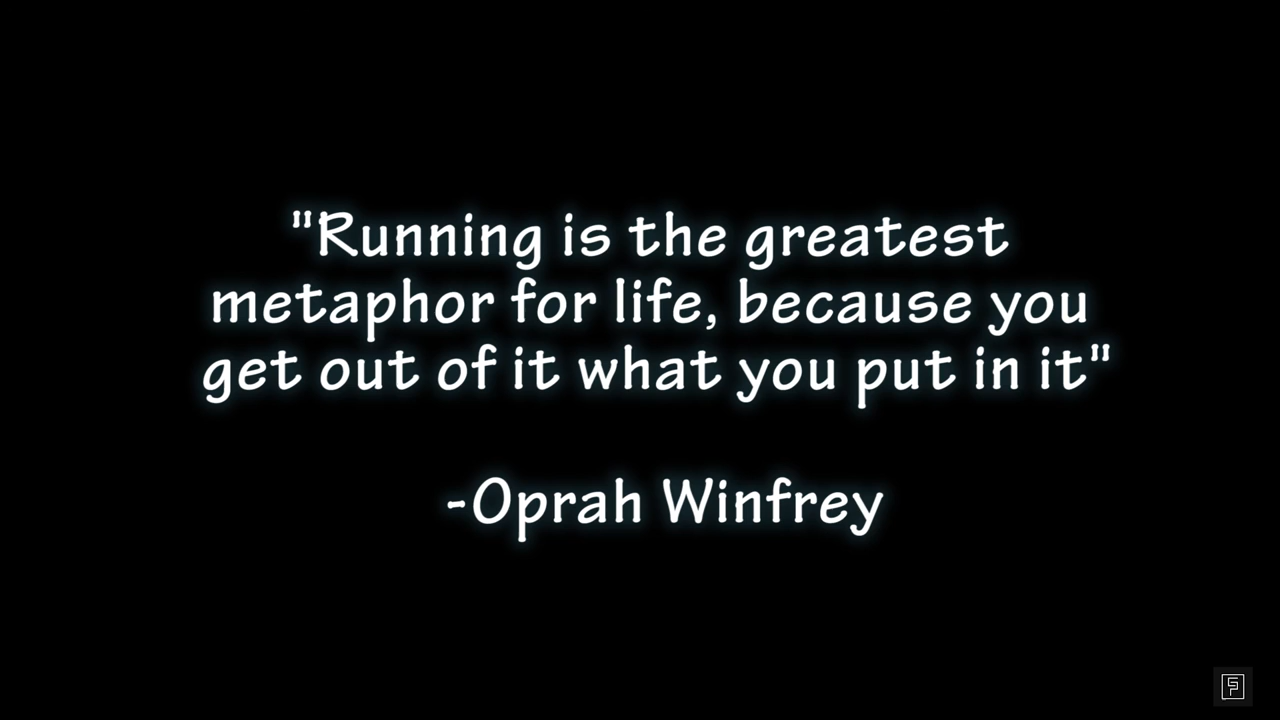 "Running is the greatest
metaphor for life, because you
get out of it what you put in it"
-Oprah Winfrey